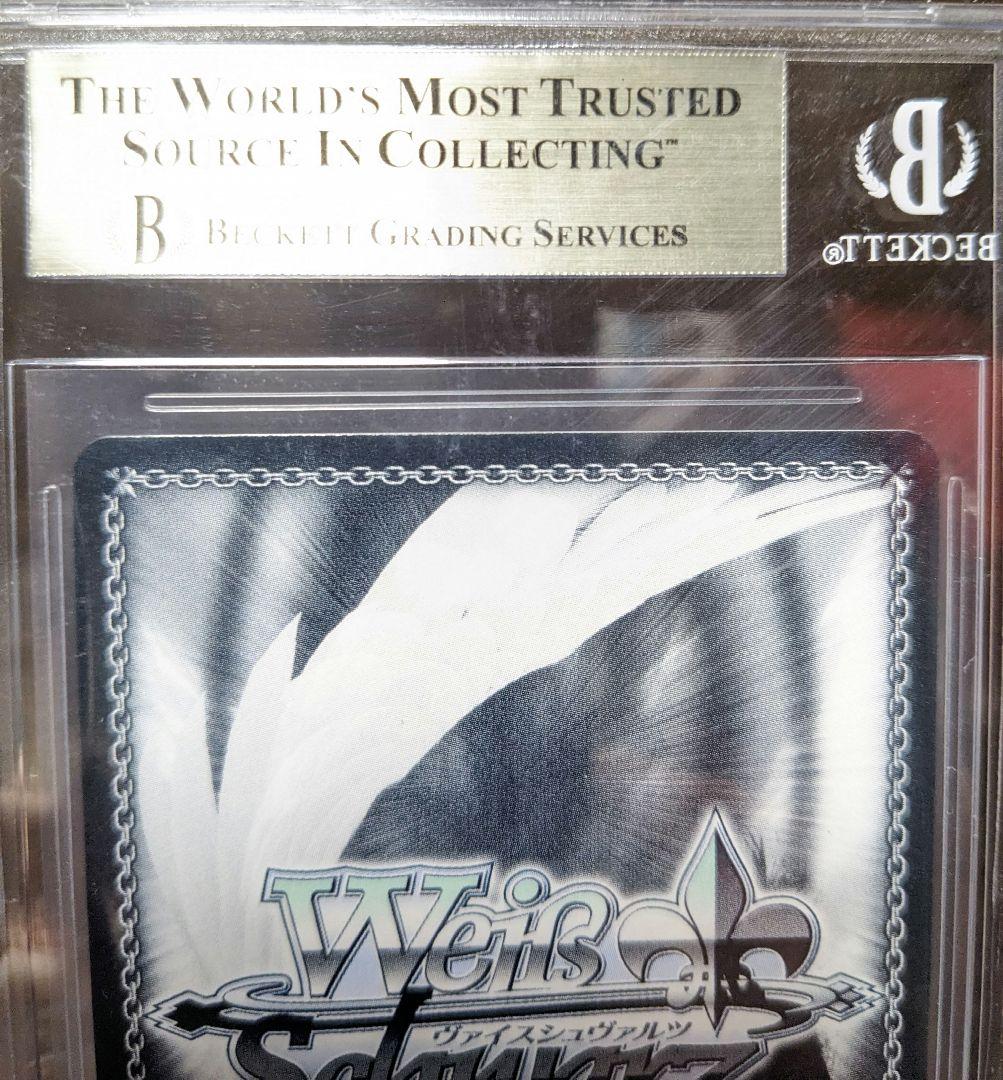 THE WORLD'S MOST TRUSTED
SOURCE IN COLLECTING™
B BECKETT GRADING SERVICES
B
BECKETT®
Weiß
ヴァイスシュヴァルツ
Schwarz